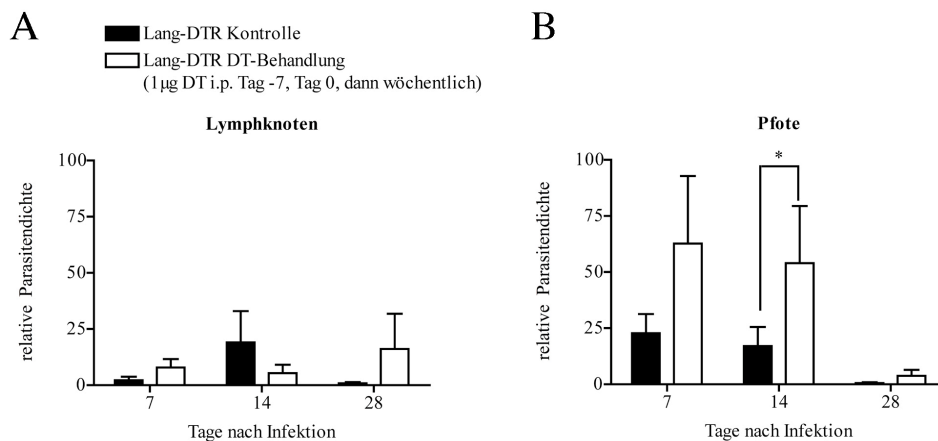 A
Lang-DTR Kontrolle
Lang-DTR DT-Behandlung
(1µg DT i.p. Tag -7, Tag 0, dann wöchentlich)
Lymphknoten
relative Parasitendichte
100
75
50
25
0
7 14 28
Tage nach Infektion
B
Pfote
relative Parasitendichte
100
75
50
25
0
*
7 14 28
Tage nach Infektion